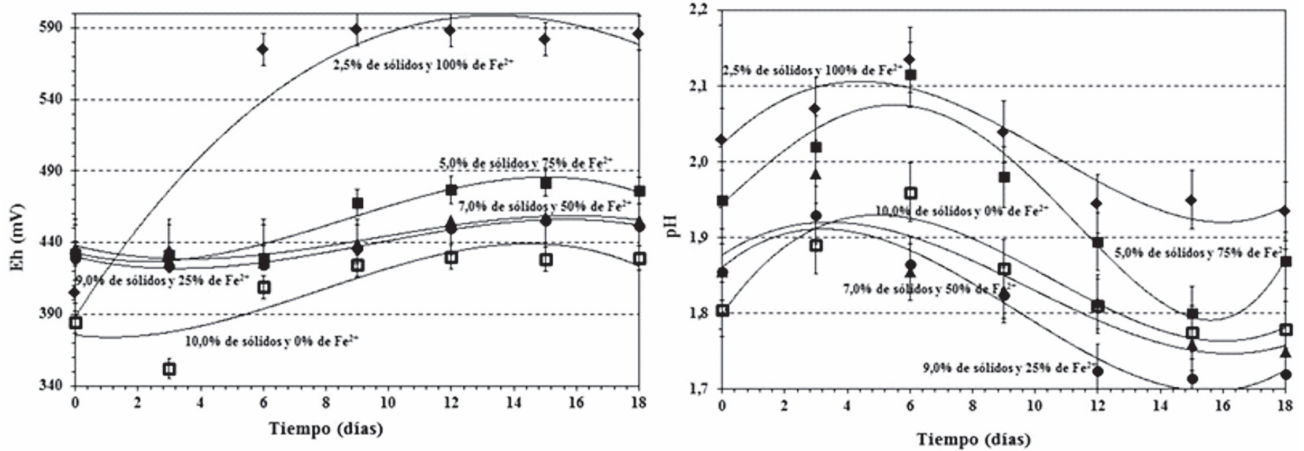 590
540
490
440
390
340
Eh (mV)
2,5% de sólidos y 100% de Fe²⁺
5,0% de sólidos y 75% de Fe²⁺
7,0% de sólidos y 50% de Fe²⁺
9,0% de sólidos y 25% de Fe²⁺
10,0% de sólidos y 0% de Fe²⁺
0 2 4 6 8 10 12 14 16 18
Tiempo (días)
2,2
2,1
2,0
1,9
1,8
1,7
pH
2,5% de sólidos y 100% de Fe²⁺
10,0% de sólidos y 0% de Fe²⁺
5,0% de sólidos y 75% de Fe²⁺
7,0% de sólidos y 50% de Fe²⁺
9,0% de sólidos y 25% de Fe²⁺
0 2 4 6 8 10 12 14 16 18
Tiempo (días)